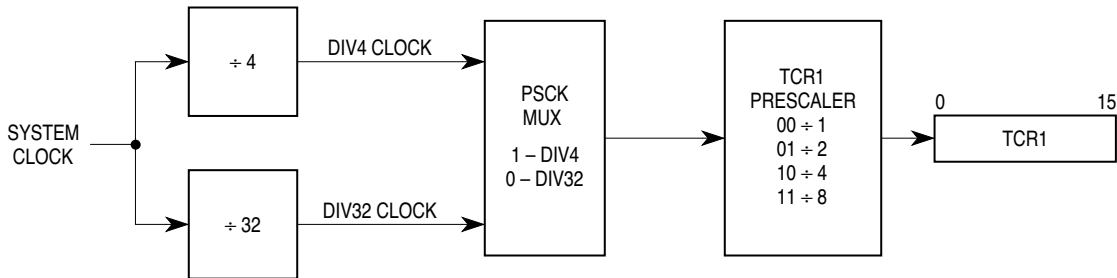 SYSTEM
CLOCK
÷ 4
÷ 32
DIV4 CLOCK
DIV32 CLOCK
PSCK
MUX
1 – DIV4
0 – DIV32
TCR1
PRESCALER
00 ÷ 1
01 ÷ 2
10 ÷ 4
11 ÷ 8
0 15
TCR1